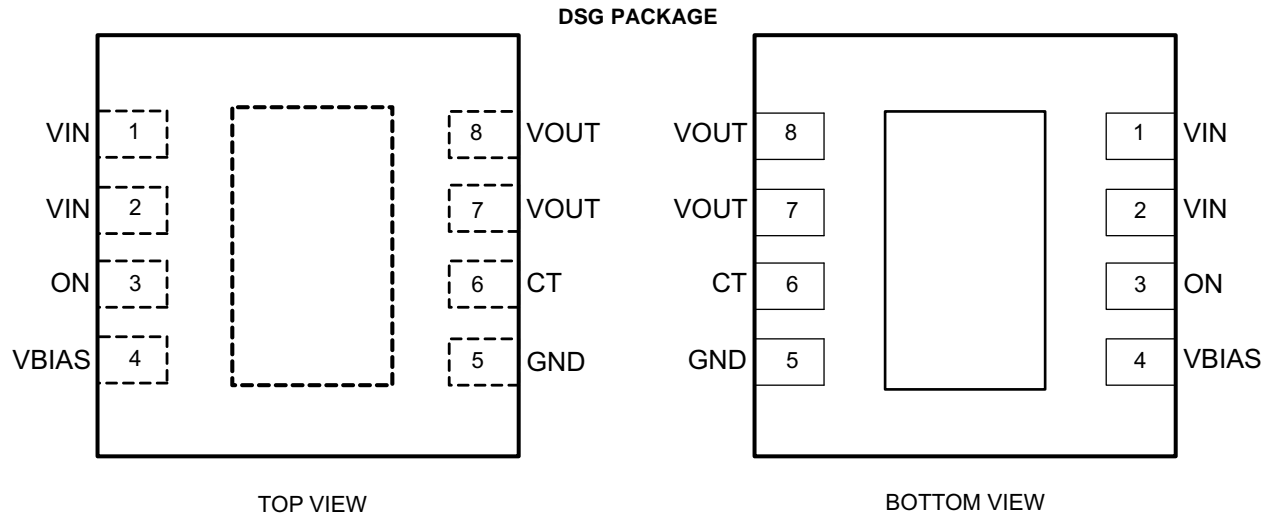 DSG PACKAGE
VIN 1 8 VOUT
VIN 2 7 VOUT
ON 3 6 CT
VBIAS 4 5 GND
TOP VIEW
VOUT 8 1 VIN
VOUT 7 2 VIN
CT 6 3 ON
GND 5 4 VBIAS
BOTTOM VIEW